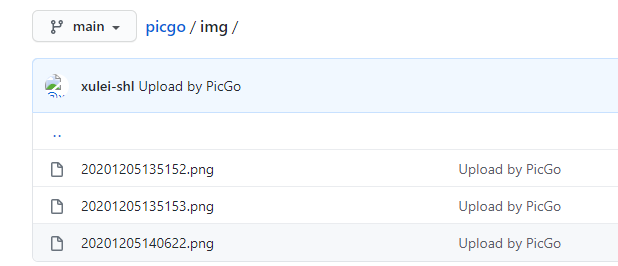 main picgo / img /
xulei-shl Upload by PicGo
..
20201205135152.png Upload by PicGo
20201205135153.png Upload by PicGo
20201205140622.png Upload by PicGo